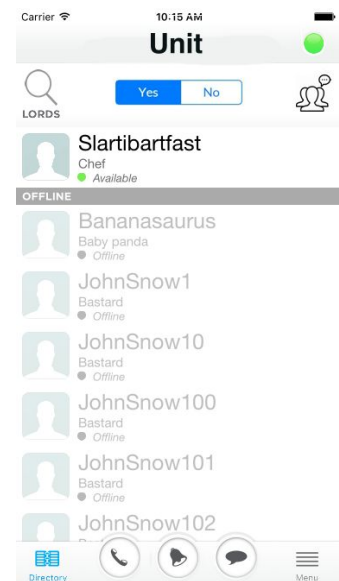 Carrier 10:15 AM
Unit
LORDS
Yes No
Slartibartfast
Chef
Available
OFFLINE
Bananasaurus
Baby panda
Offline
JohnSnow1
Bastard
Offline
JohnSnow10
Bastard
Offline
JohnSnow100
Bastard
Offline
JohnSnow101
Bastard
Offline
JohnSnow102
Directory Menu